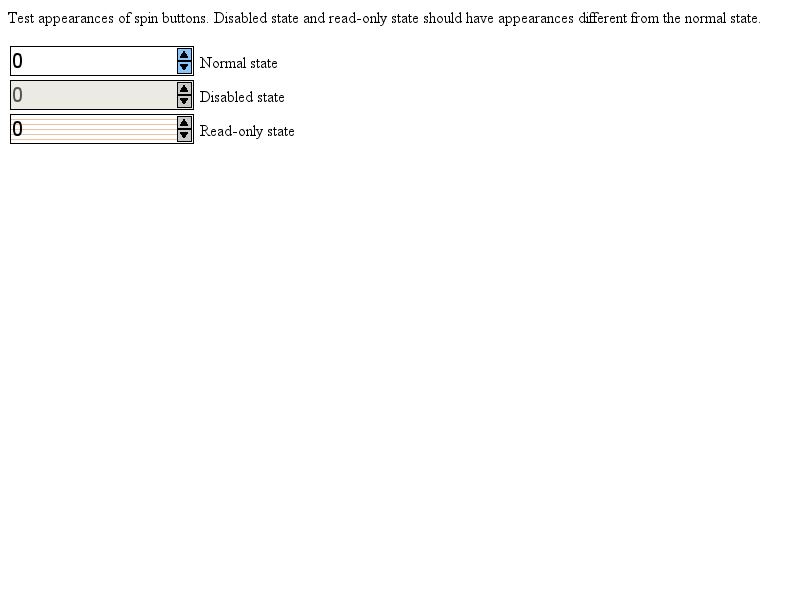 Test appearances of spin buttons. Disabled state and read-only state should have appearances different from the normal state.
0 Normal state
0 Disabled state
0 Read-only state